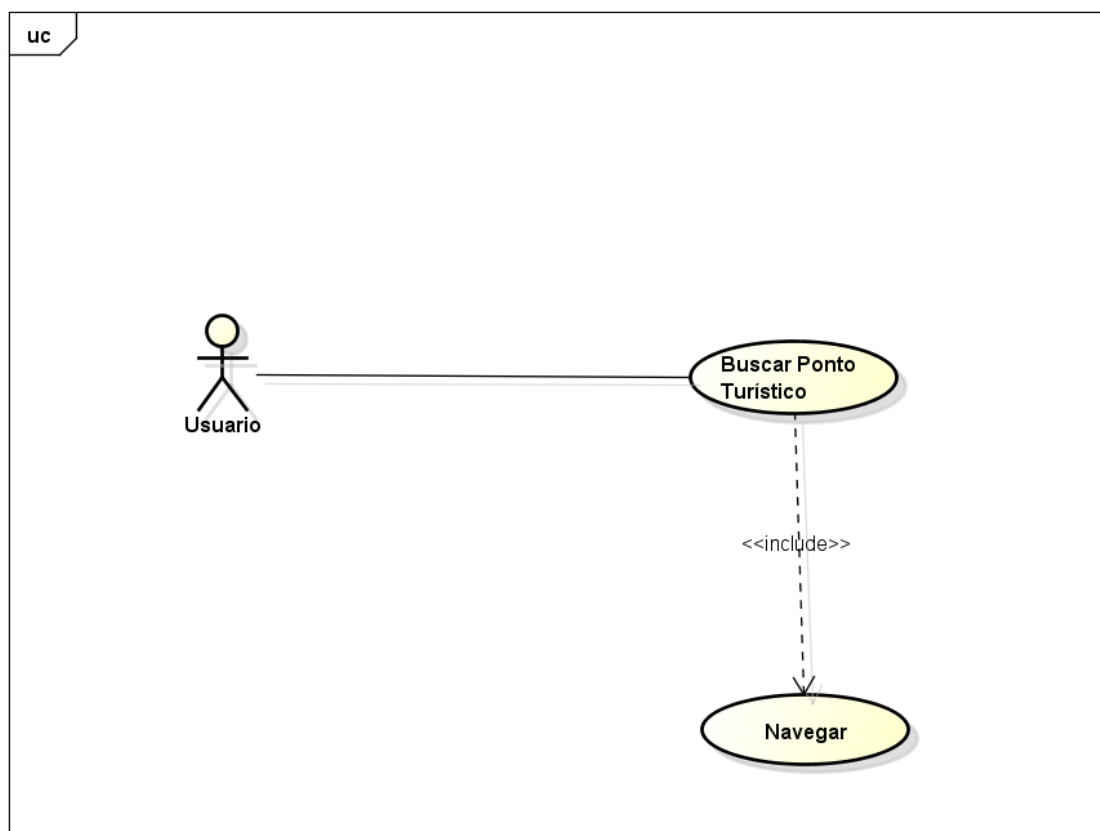 uc
Buscar Ponto
Turístico
Usuario
<<include>>
Navegar